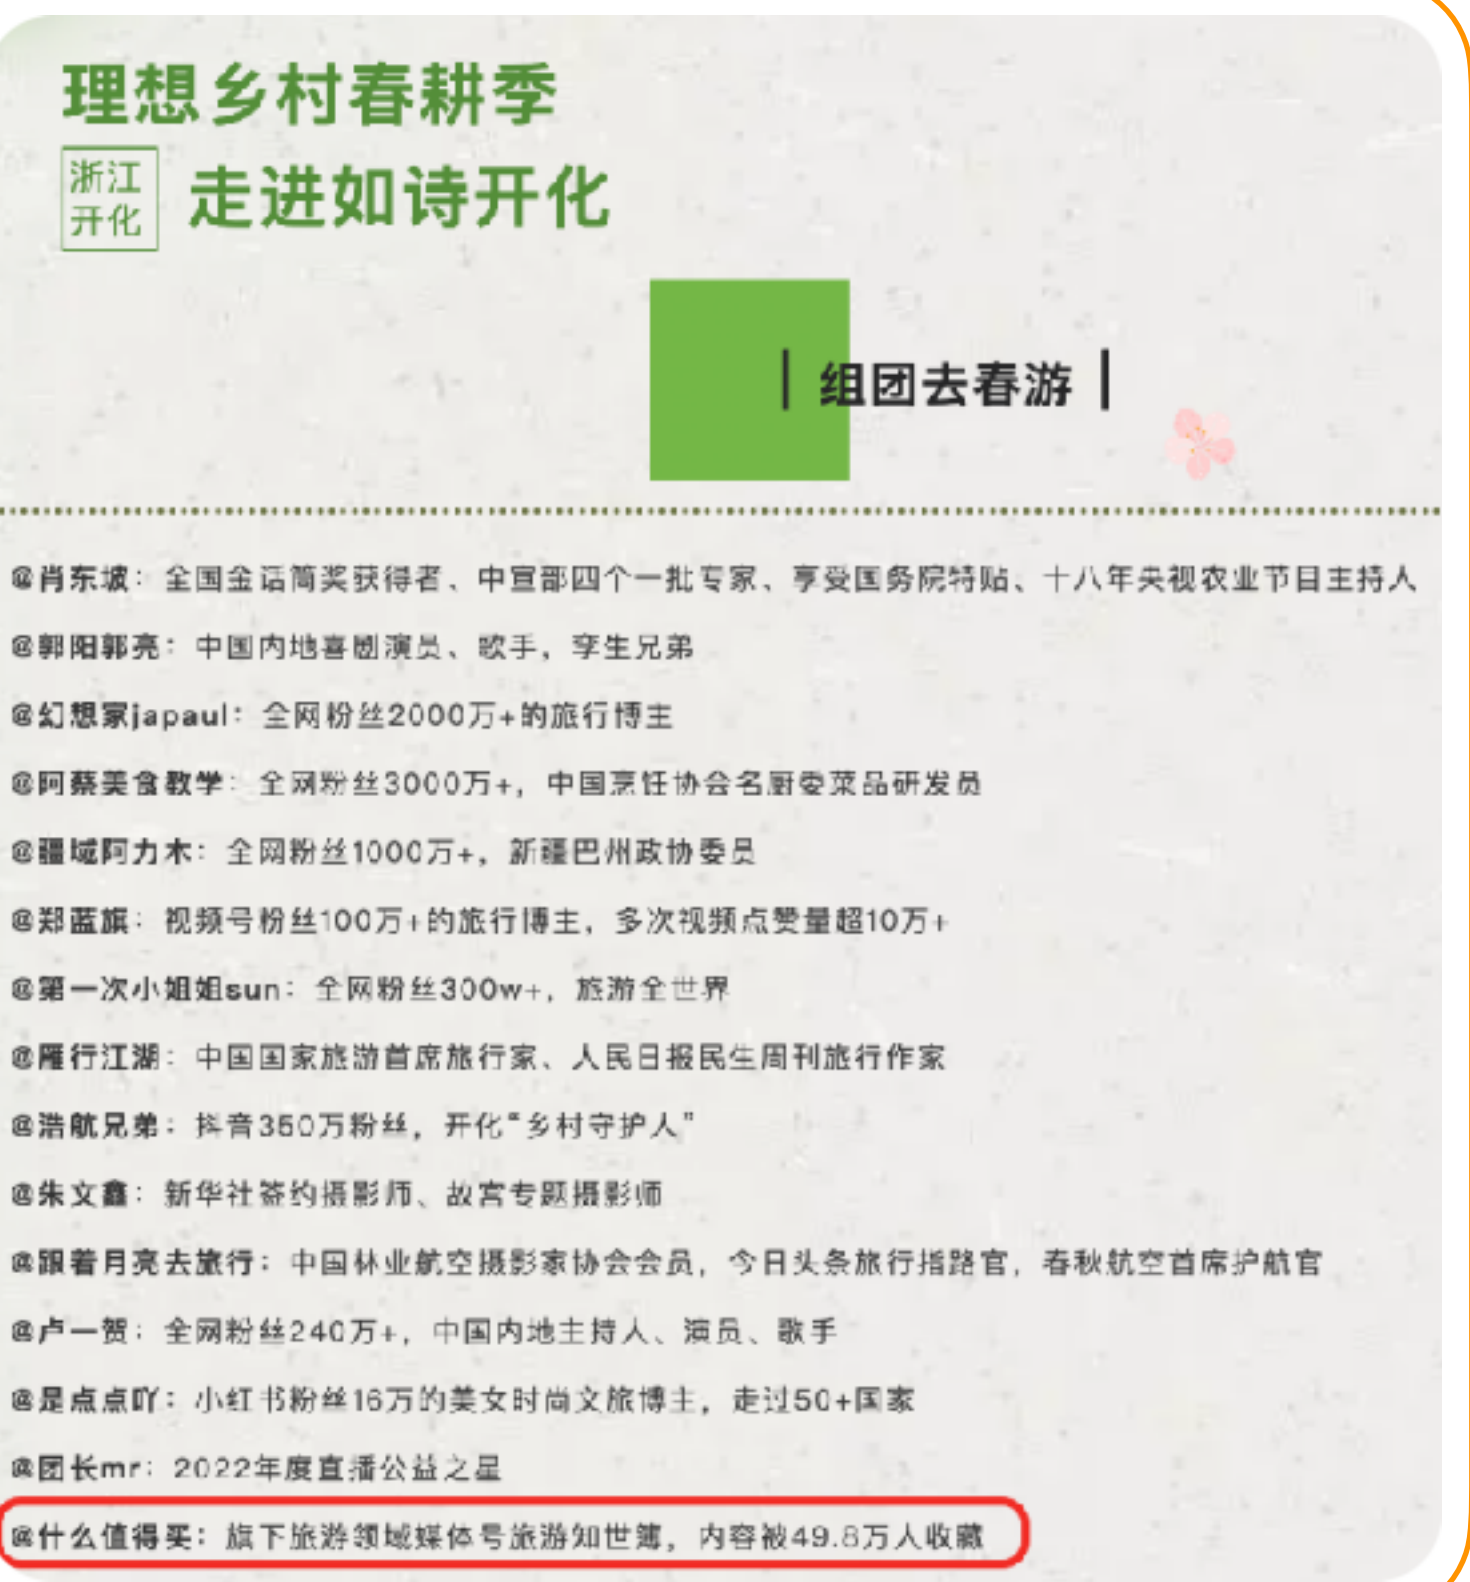 理想乡村春耕季
浙江
开化
走进如诗开化
组团去春游
@肖东坡：全国金话筒奖获得者、中宣部四个一批专家、享受国务院特贴、十八年央视农业节目主持人
@郭阳郭亮：中国内地喜剧演员、歌手，孪生兄弟
@幻想家japaul：全网粉丝2000万+的旅行博主
@阿蔡美食教学：全网粉丝3000万+，中国烹饪协会名厨委菜品研发员
@疆域阿力木：全网粉丝1000万+，新疆巴州政协委员
@郑蓝旗：视频号粉丝100万+的旅行博主，多次视频点赞量超10万+
@第一次小姐姐sun：全网粉丝300w+，旅游全世界
@雁行江湖：中国国家旅游首席旅行家、人民日报民生周刊旅行作家
@浩航兄弟：抖音350万粉丝，开化“乡村守护人”
@朱文鑫：新华社签约摄影师、故宫专题摄影师
@跟着月亮去旅行：中国林业航空摄影家协会会员，今日头条旅行指路官，春秋航空首席护航官
@卢一贺：全网粉丝240万+，中国内地主持人、演员、歌手
@是点点吖：小红书粉丝16万的美女时尚文旅博主，走过50+国家
@团长mr：2022年度直播公益之星
@什么值得买：旗下旅游领域媒体号旅游知世簿，内容被49.8万人收藏